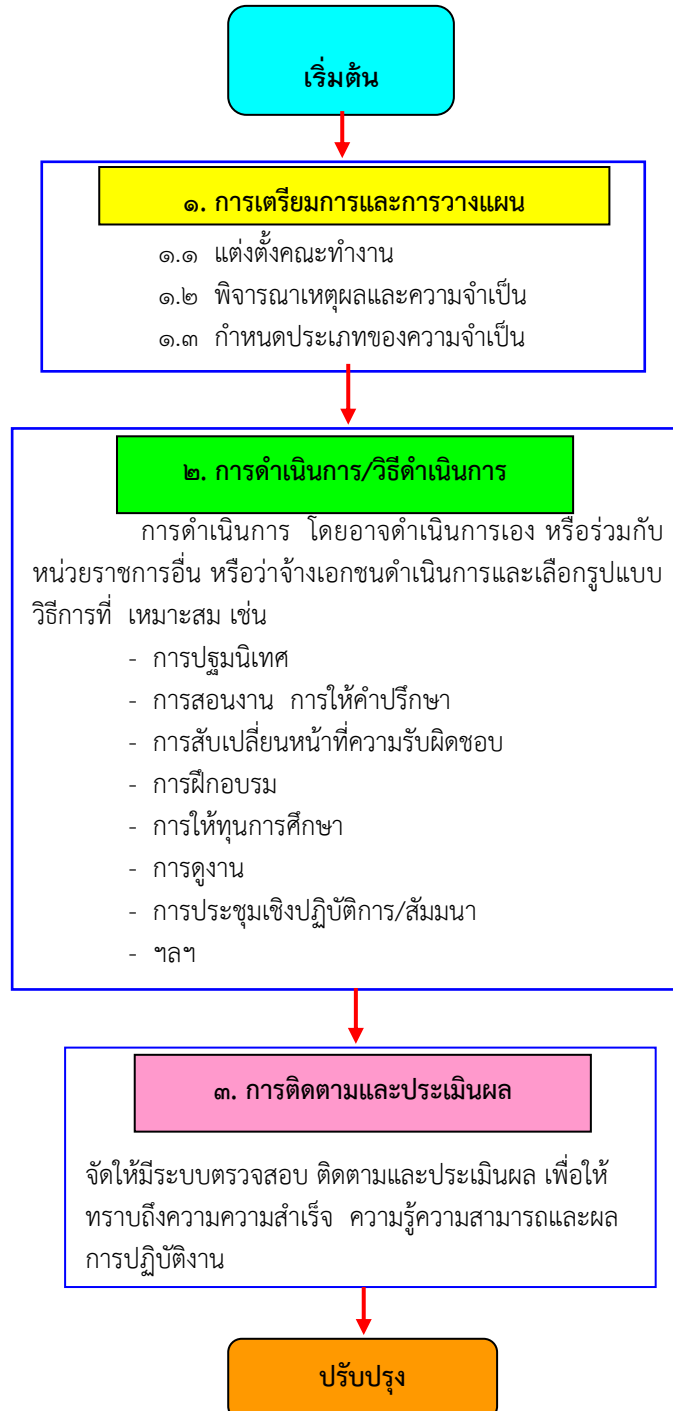 เริ่มต้น
๑. การเตรียมการและการวางแผน
๑.๑ แต่งตั้งคณะทำงาน
๑.๒ พิจารณาเหตุผลและความจำเป็น
๑.๓ กำหนดประเภทของความจำเป็น
๒. การดำเนินการ/วิธีดำเนินการ
การดำเนินการ โดยอาจดำเนินการเอง หรือร่วมกับ
หน่วยราชการอื่น หรือว่าจ้างเอกชนดำเนินการและเลือกรูปแบบ
วิธีการที่ เหมาะสม เช่น
- การปฐมนิเทศ
- การสอนงาน การให้คำปรึกษา
- การสับเปลี่ยนหน้าที่ความรับผิดชอบ
- การฝึกอบรม
- การให้ทุนการศึกษา
- การดูงาน
- การประชุมเชิงปฏิบัติการ/สัมมนา
- ฯลฯ
๓. การติดตามและประเมินผล
จัดให้มีระบบตรวจสอบ ติดตามและประเมินผล เพื่อให้
ทราบถึงความความสำเร็จ ความรู้ความสามารถและผล
การปฏิบัติงาน
ปรับปรุง